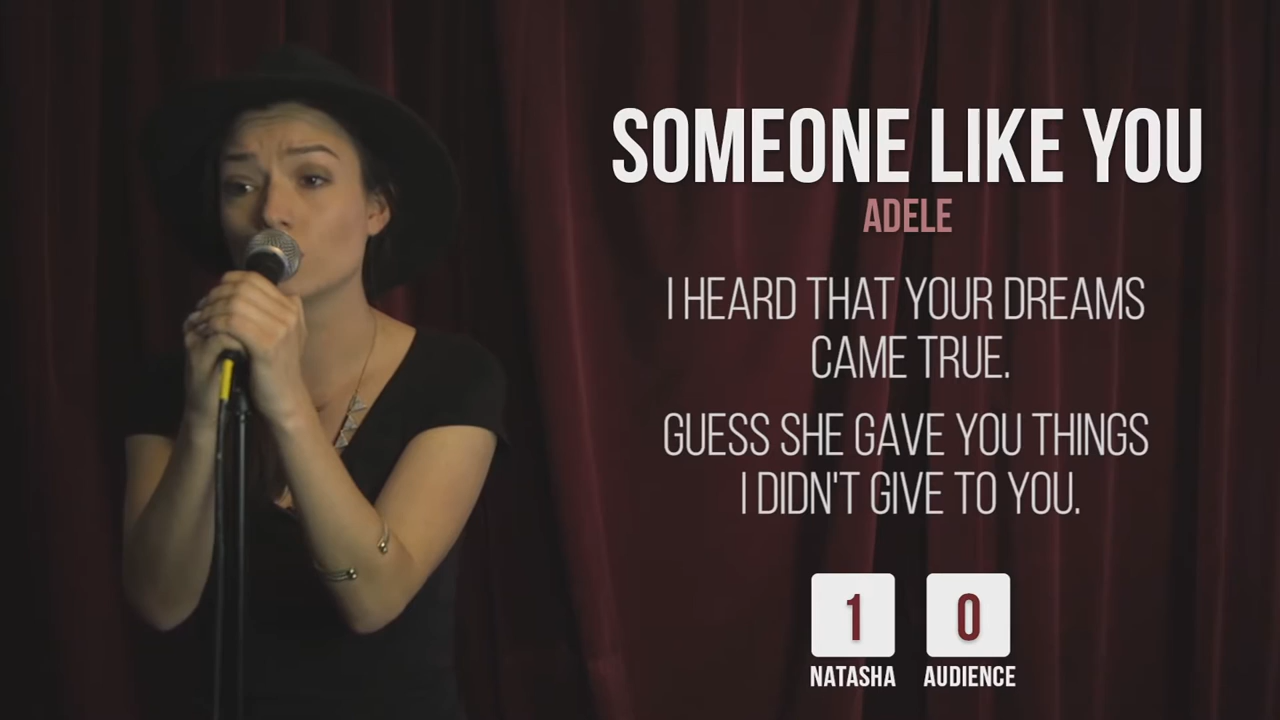 SOMEONE LIKE YOU
ADELE
I HEARD THAT YOUR DREAMS
CAME TRUE.
GUESS SHE GAVE YOU THINGS
I DIDN'T GIVE TO YOU.
1 0
NATASHA AUDIENCE